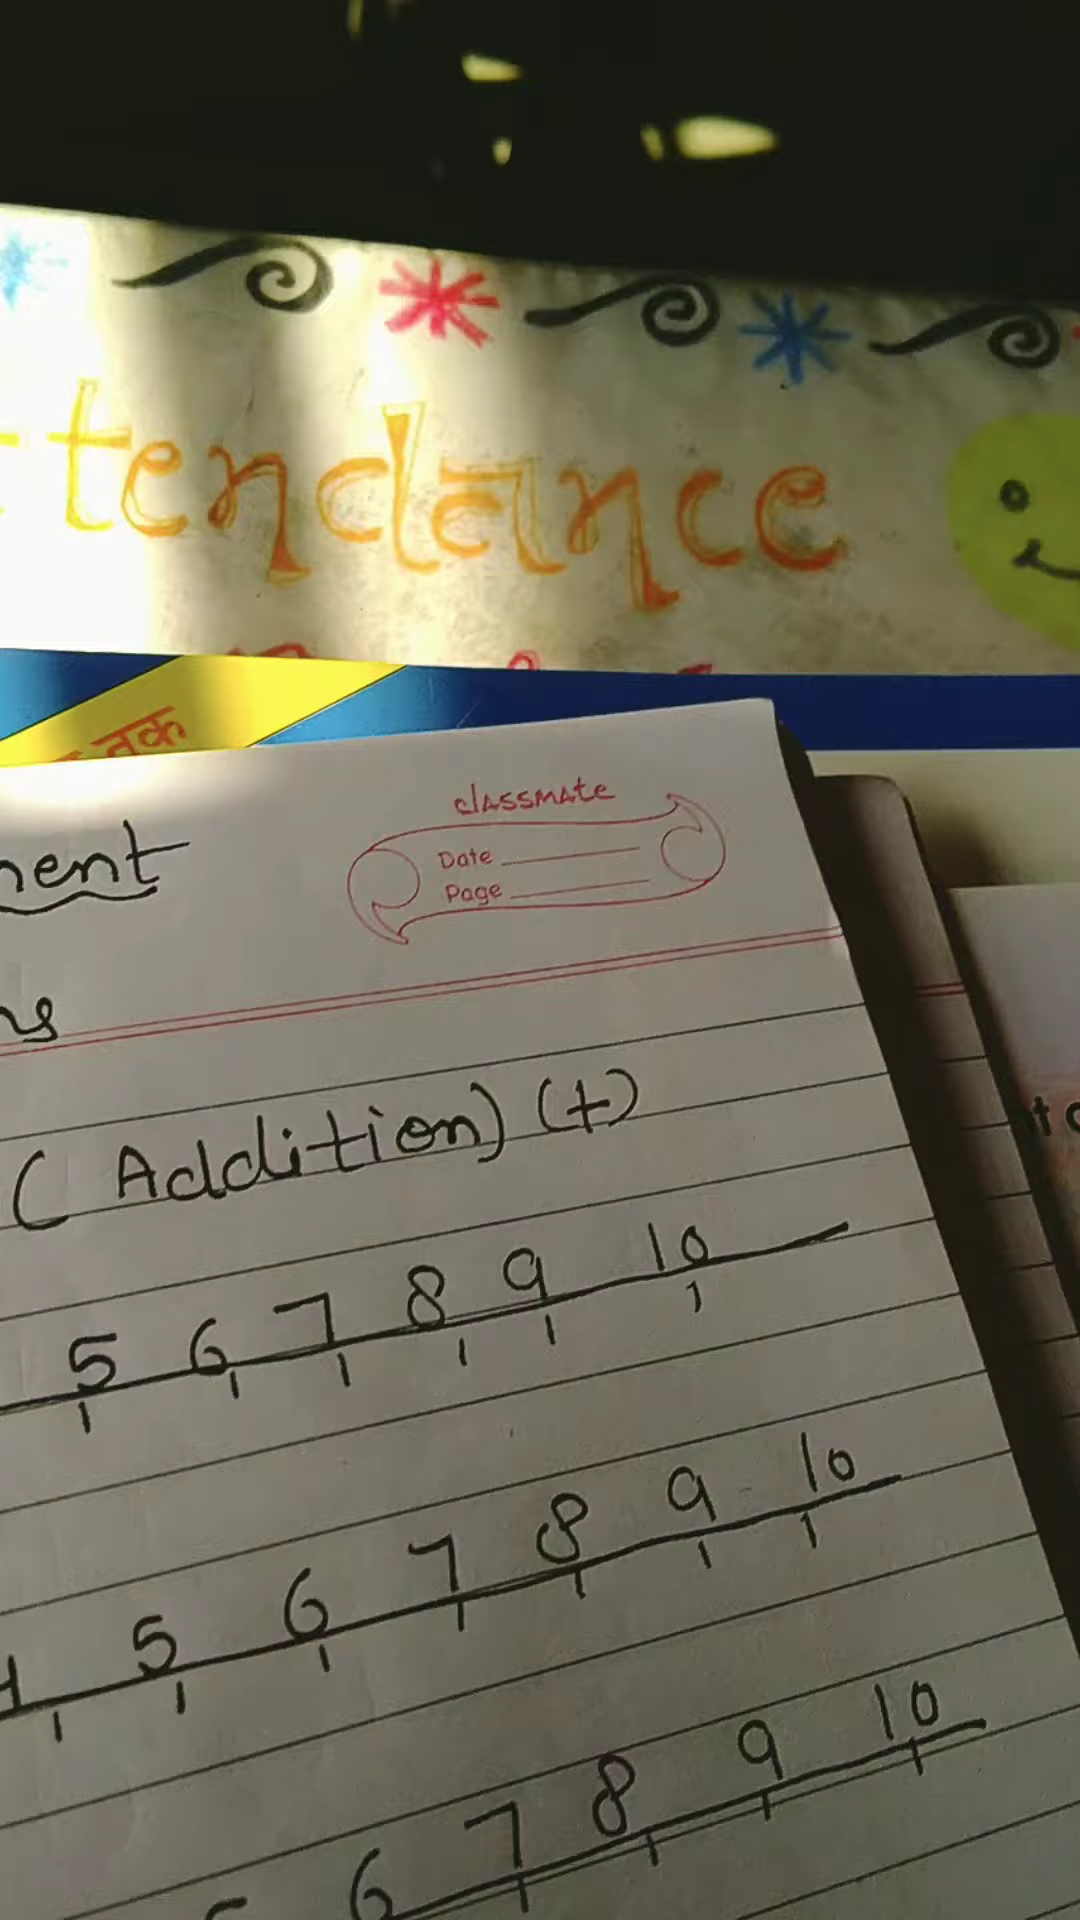 tendance
तक
classmate
Date
Page
( Addition) (+)
5 6 7 8 9 10
5 6 7 8 9 10
6 7 8 9 10